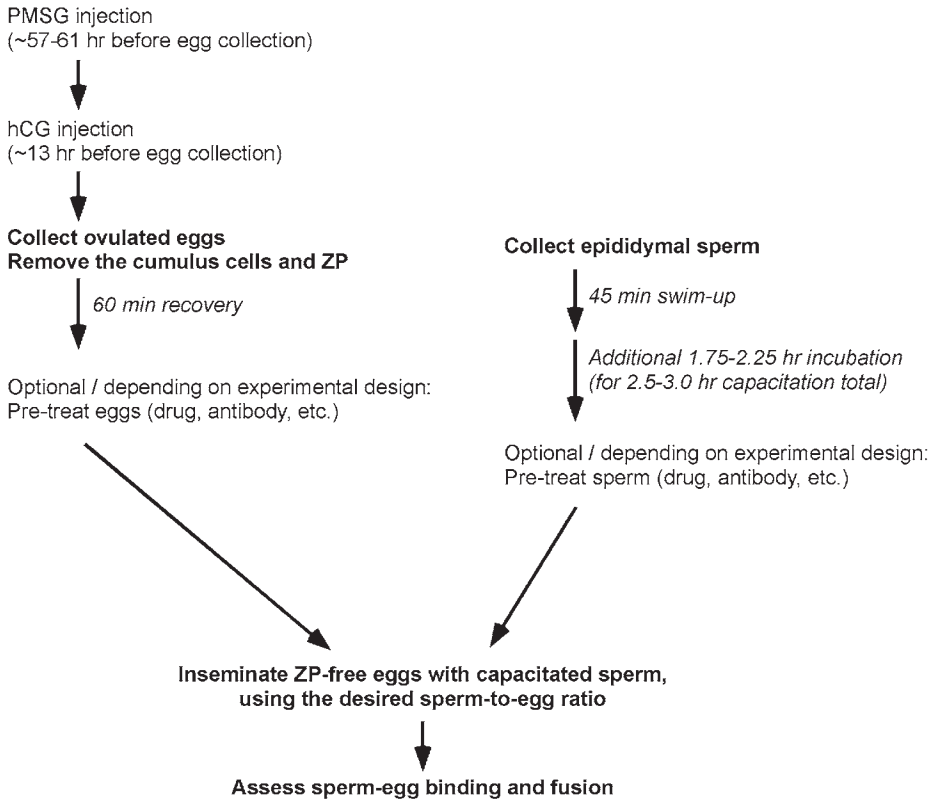 PMSG injection
(~57-61 hr before egg collection)
hCG injection
(~13 hr before egg collection)
Collect ovulated eggs
Remove the cumulus cells and ZP
60 min recovery
Optional / depending on experimental design:
Pre-treat eggs (drug, antibody, etc.)
Collect epididymal sperm
45 min swim-up
Additional 1.75-2.25 hr incubation
(for 2.5-3.0 hr capacitation total)
Optional / depending on experimental design:
Pre-treat sperm (drug, antibody, etc.)
Inseminate ZP-free eggs with capacitated sperm,
using the desired sperm-to-egg ratio
Assess sperm-egg binding and fusion